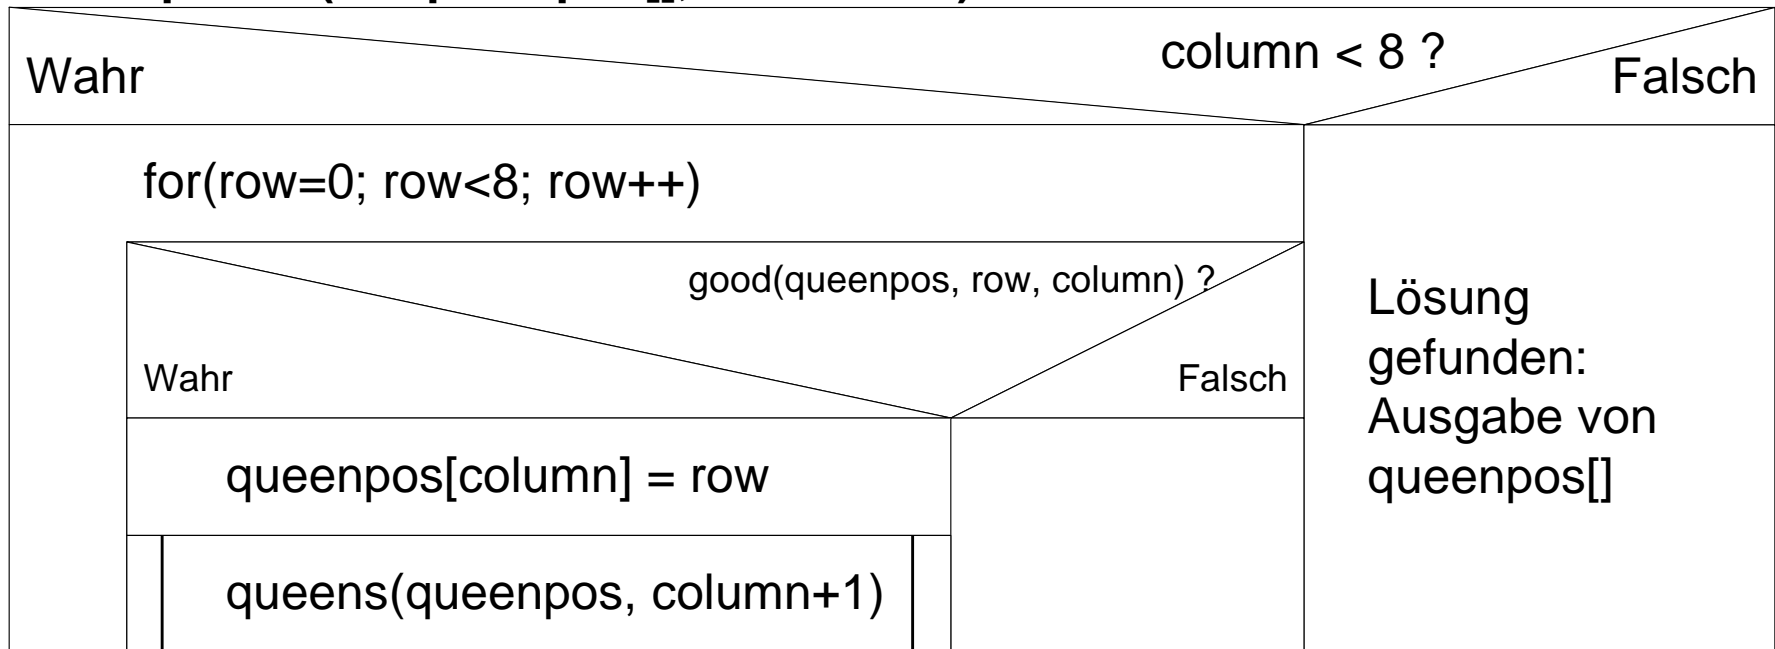 column < 8 ?
Wahr
Falsch
for(row=0; row<8; row++)
good(queenpos, row, column) ?
Wahr
Falsch
Lösung
gefunden:
Ausgabe von
queenpos[]
queenpos[column] = row
queens(queenpos, column+1)